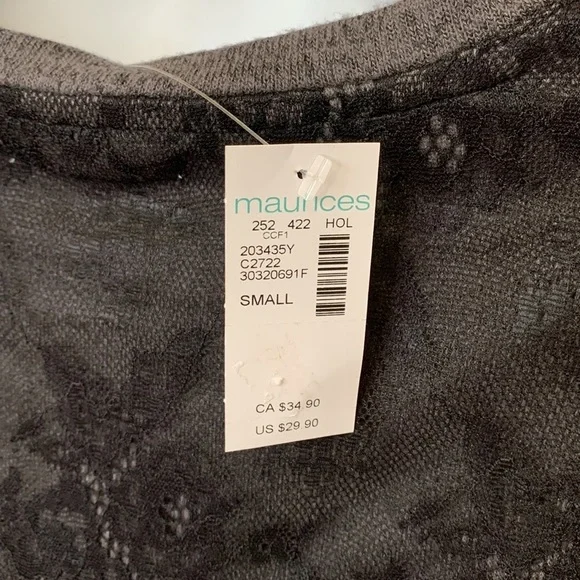 maurices
252 422 HOL
CCF1
203435Y
C2722
30320691F
SMALL
CA $34.90
US $29.90